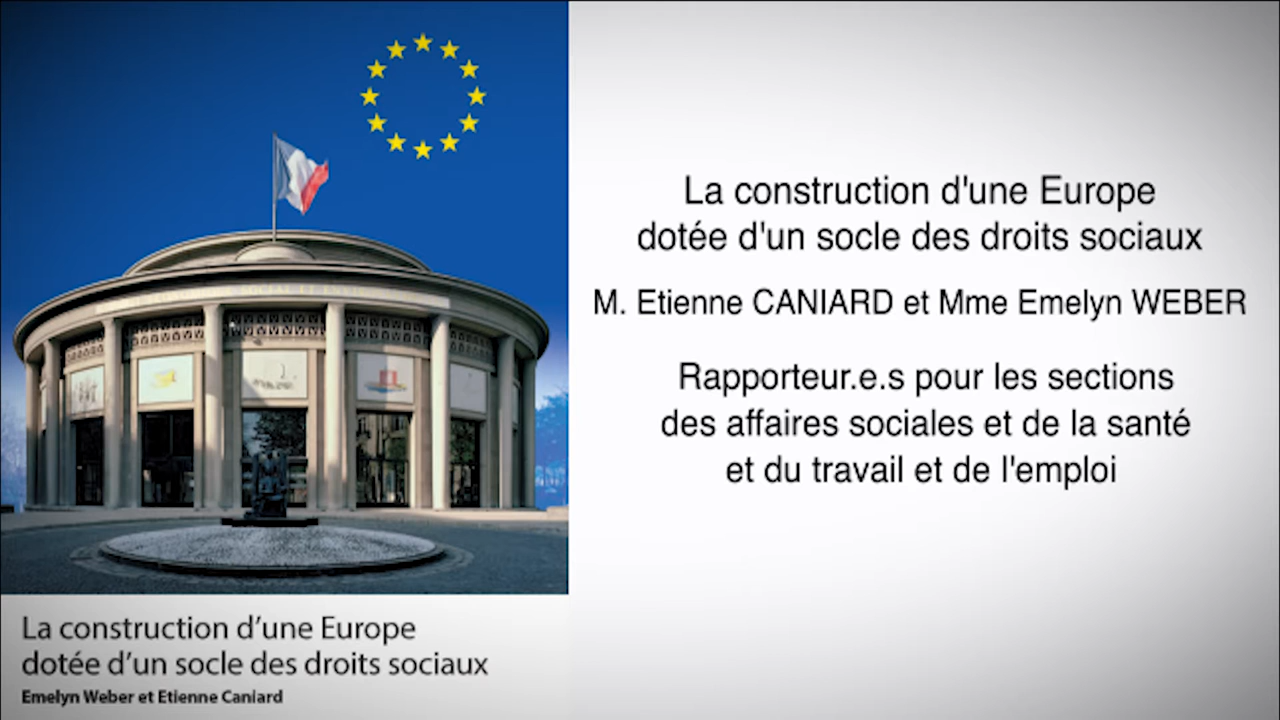 La construction d'une Europe
dotée d'un socle des droits sociaux
M. Etienne CANIARD et Mme Emelyn WEBER
Rapporteur.e.s pour les sections
des affaires sociales et de la santé
et du travail et de l'emploi
La construction d’une Europe
dotée d’un socle des droits sociaux
Emelyn Weber et Etienne Caniard